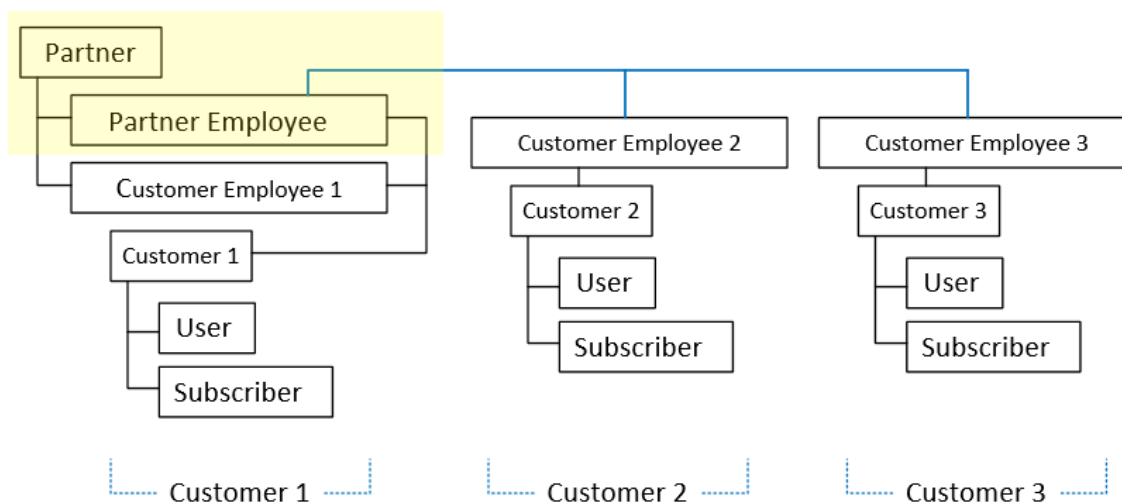 Partner
Partner Employee
Customer Employee 1
Customer 1
User
Subscriber
Customer Employee 2
Customer 2
User
Subscriber
Customer Employee 3
Customer 3
User
Subscriber
Customer 1
Customer 2
Customer 3